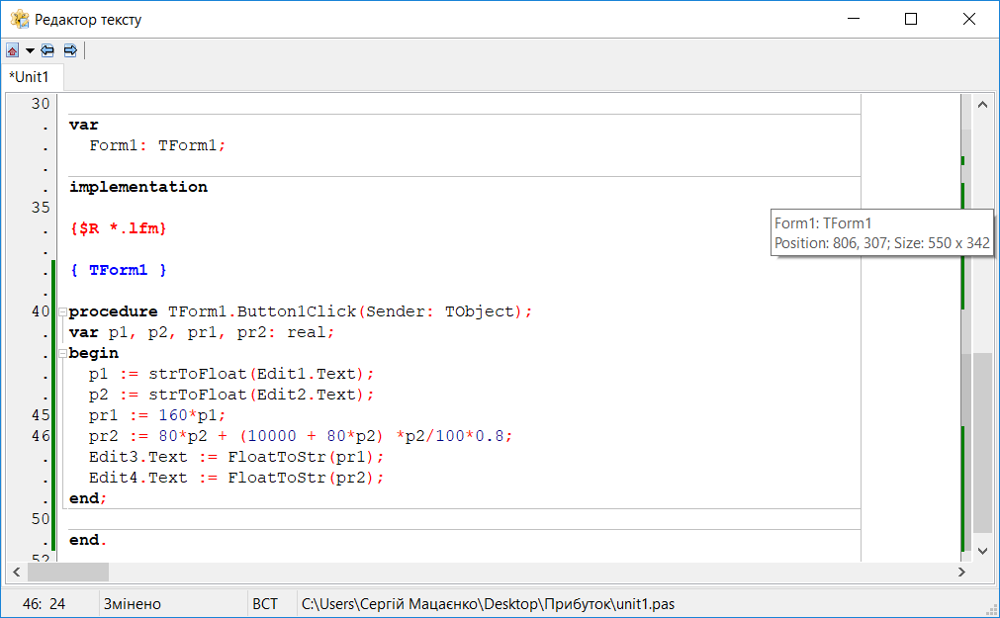 Редактор тексту
*Unit1
30
. var
. Form1: TForm1;
.
. implementation
35
. {$R *.lfm}
.
. { TForm1 }
.
40 procedure TForm1.Button1Click(Sender: TObject);
. var p1, p2, pr1, pr2: real;
. begin
. p1 := strToFloat(Edit1.Text);
. p2 := strToFloat(Edit2.Text);
45 pr1 := 160*p1;
46 pr2 := 80*p2 + (10000 + 80*p2) *p2/100*0.8;
. Edit3.Text := FloatToStr(pr1);
. Edit4.Text := FloatToStr(pr2);
. end;
50
. end.
52
Form1: TForm1
Position: 806, 307; Size: 550 x 342
46: 24 Змінено ВСТ C:\Users\Сергій Мацаєнко\Desktop\Прибуток\unit1.pas